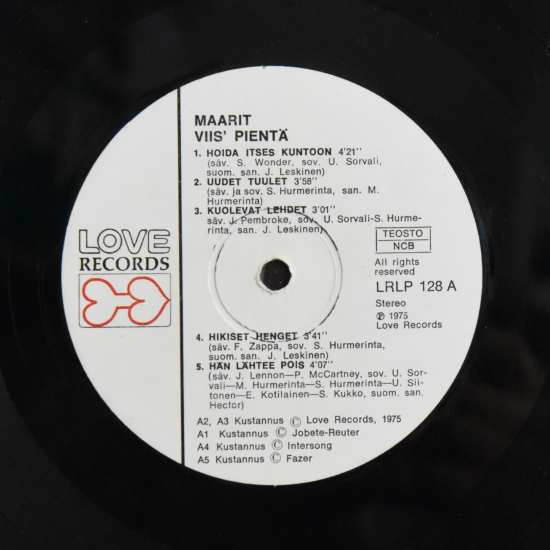 MAARIT
VIIS' PIENTÄ
1. HOIDA ITSES KUNTOON 4'21''
(säv. S. Wonder, sov. U. Sorvali,
suom. san. J. Leskinen)
2. UUDET TUULET 3'58''
(säv. ja sov. S. Hurmerinta, san. M.
Hurmerinta)
3. KUOLEVAT LEHDET 3'01''
säv. J. Pembroke, sov. U. Sorvali-S. Hurme-
rinta, san. J. Leskinen)
LOVE
RECORDS
TEOSTO
NCB
All rights
reserved
LRLP 128 A
Stereo
℗ 1975
Love Records
4. HIKISET HENGET 3'41''
(säv. F. Zappa, sov. S. Hurmerinta,
suom. san. J. Leskinen)
5. HÄN LÄHTEE POIS 4'07''
(säv. J. Lennon—P. McCartney, sov. U. Sor-
vali—M. Hurmerinta—S. Hurmerinta—U. Sii-
tonen—E. Kotilainen—S. Kukko, suom. san.
Hector)
A2, A3 Kustannus © Love Records, 1975
A1 Kustannus © Jobete-Reuter
A4 Kustannus © Intersong
A5 Kustannus © Fazer